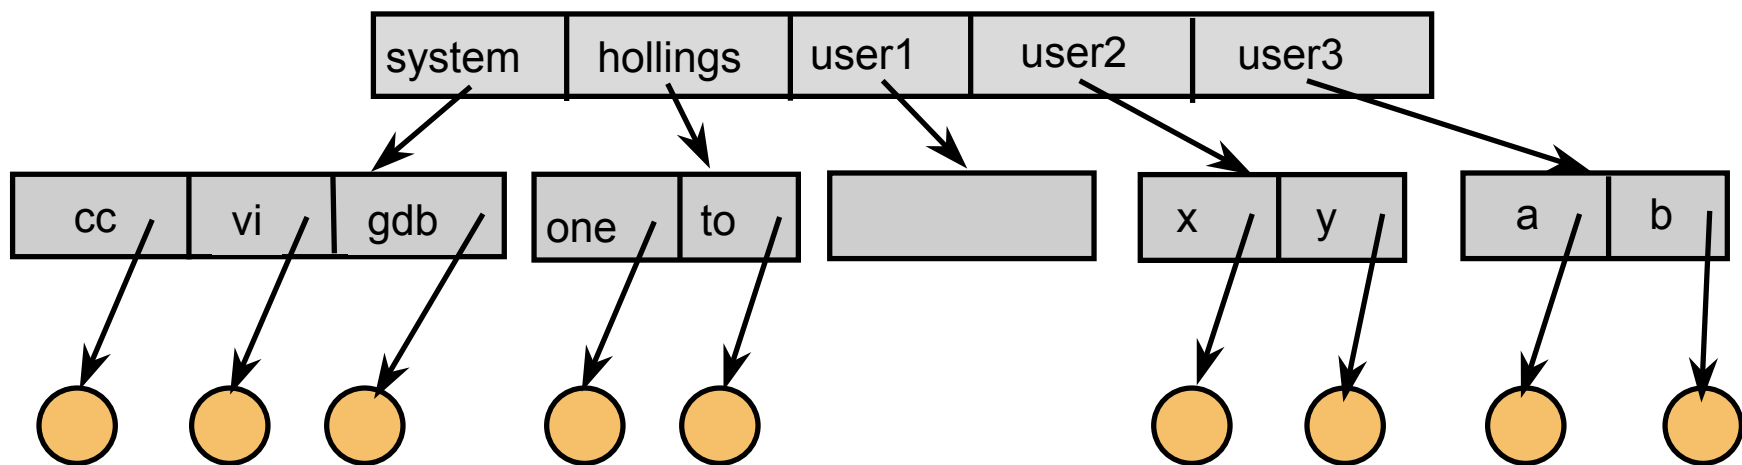 system hollings user1 user2 user3
cc vi gdb one to x y a b